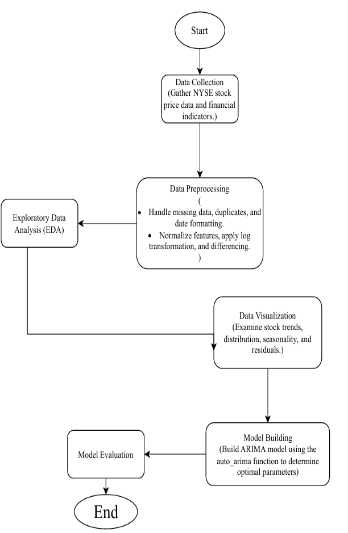 Start
Data Collection
(Gather NYSE stock
price data and financial
indicators.)
Data Preprocessing
(
• Handle missing data, duplicates, and
date formatting.
• Normalize features, apply log
transformation, and differencing.
)
Exploratory Data
Analysis (EDA)
Data Visualization
(Examine stock trends,
distribution, seasonality, and
residuals.)
Model Building
(Build ARIMA model using the
auto_arima function to determine
optimal parameters)
Model Evaluation
End